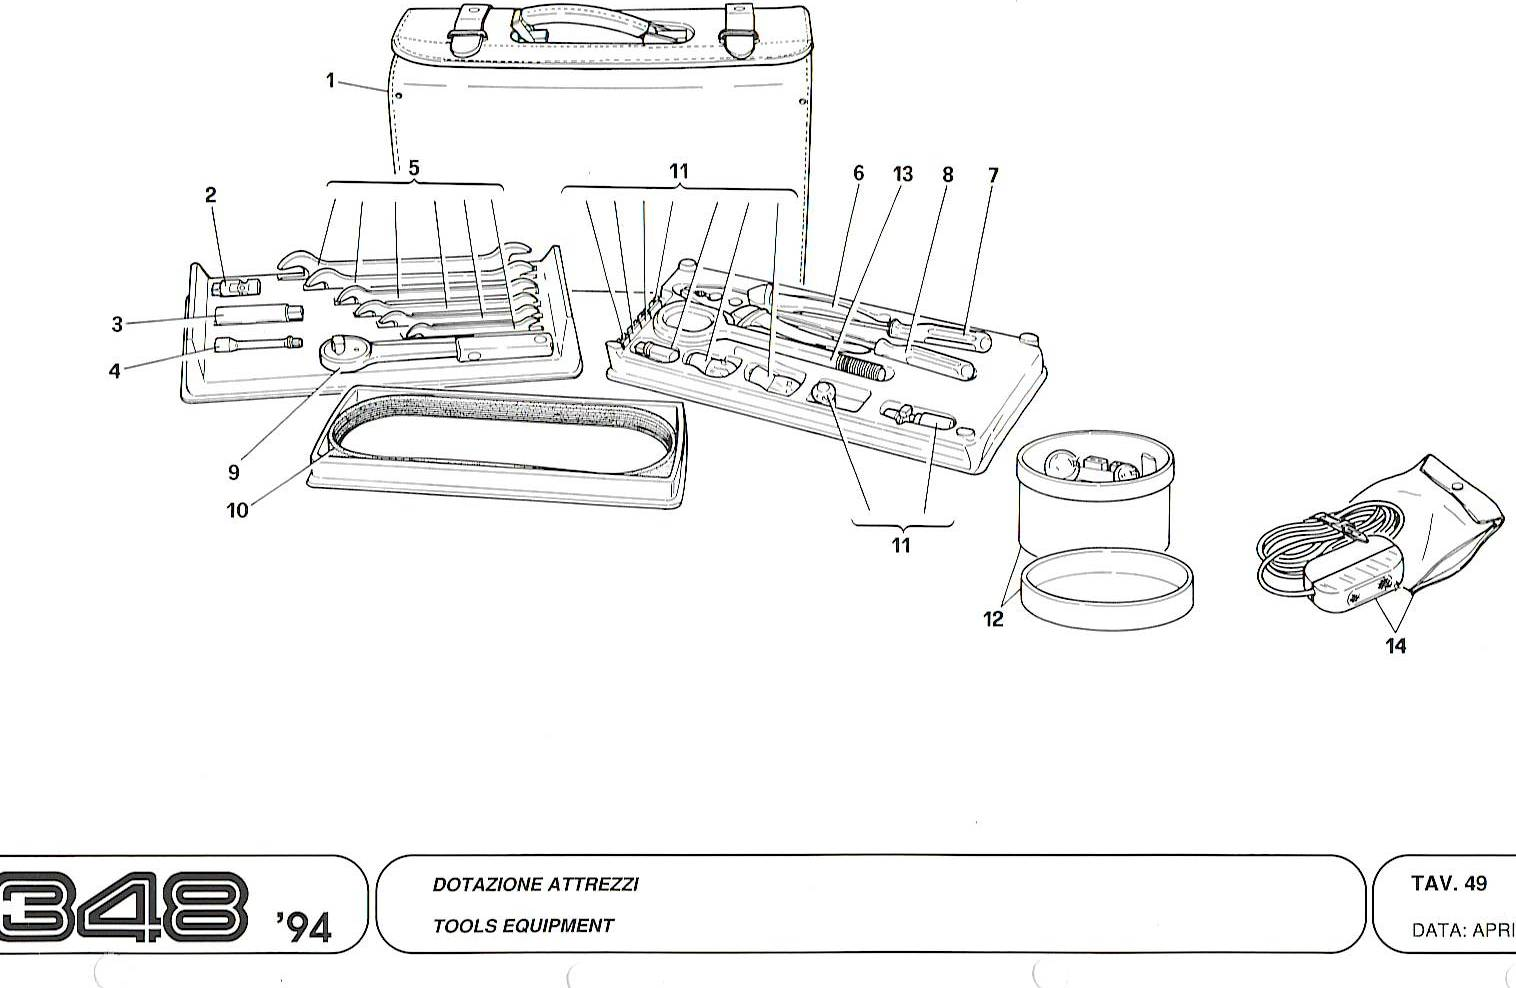 1
5
11
6 13 8 7
2
3
4
9
10
11
12
14
348 '94
DOTAZIONE ATTREZZI
TOOLS EQUIPMENT
TAV. 49
DATA: APRI